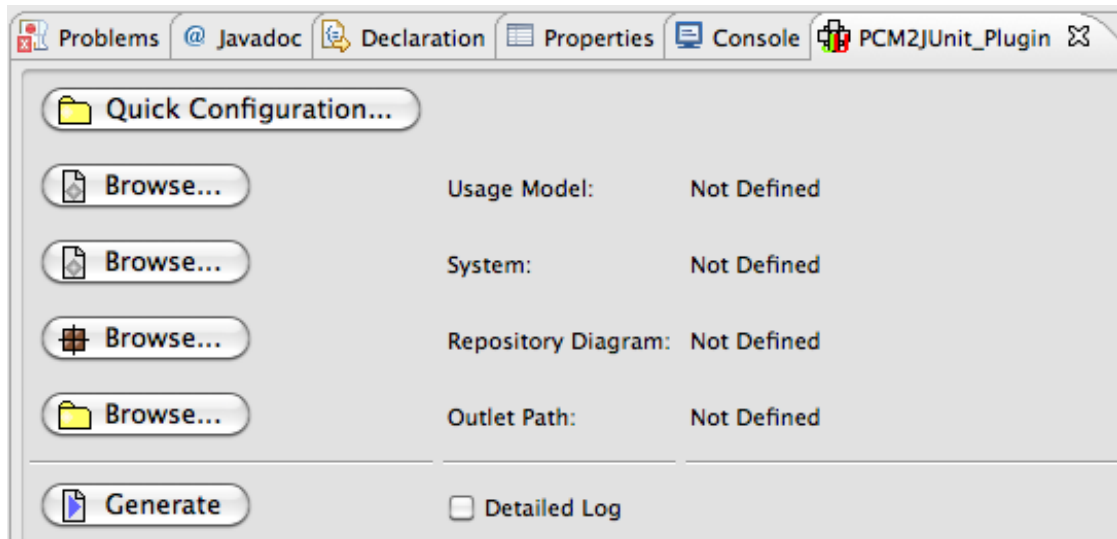 Problems @ Javadoc Declaration Properties Console PCM2JUnit_Plugin
Quick Configuration...
Browse... Usage Model: Not Defined
Browse... System: Not Defined
Browse... Repository Diagram: Not Defined
Browse... Outlet Path: Not Defined
Generate Detailed Log